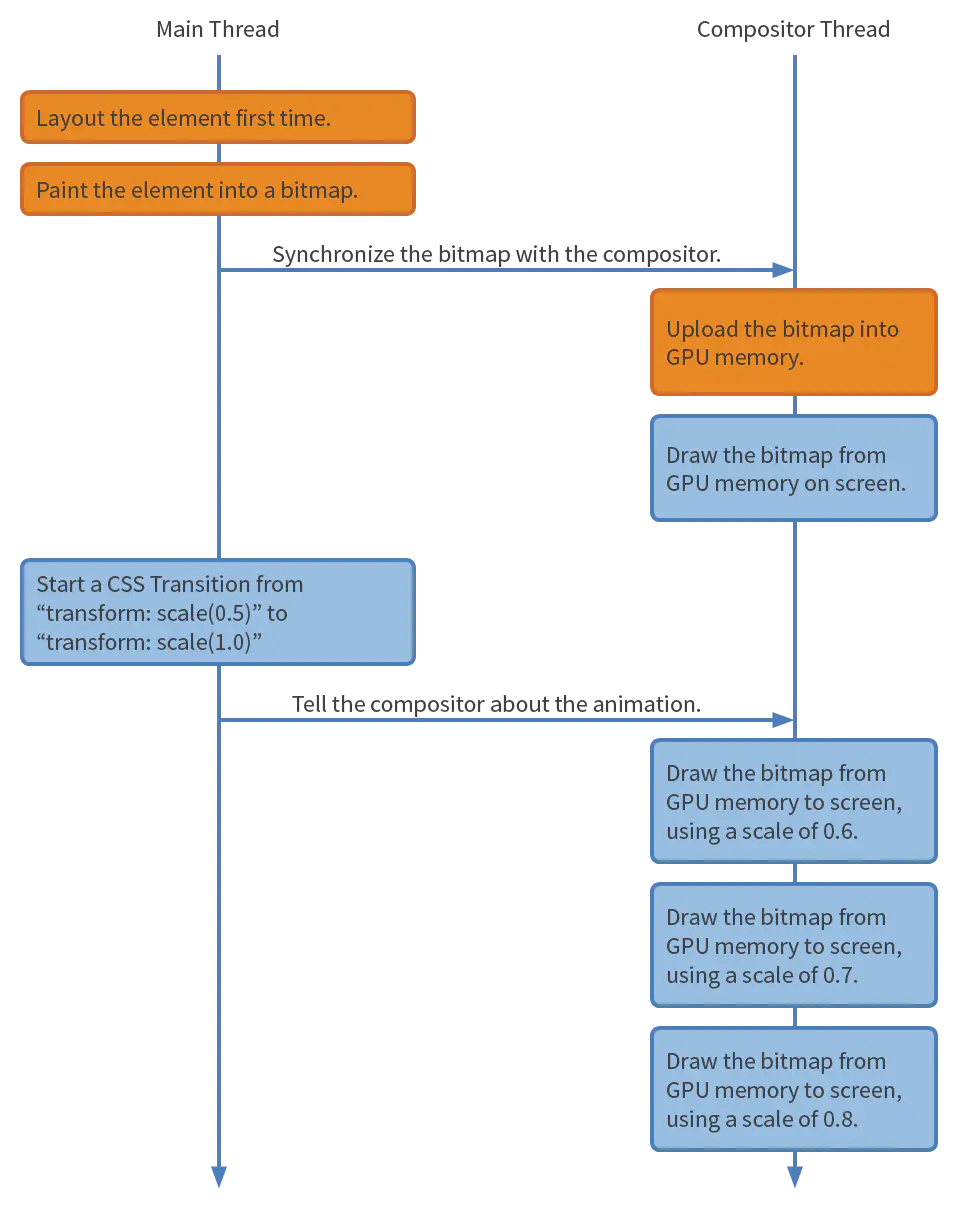 Main Thread
Compositor Thread
Layout the element first time.
Paint the element into a bitmap.
Synchronize the bitmap with the compositor.
Upload the bitmap into
GPU memory.
Draw the bitmap from
GPU memory on screen.
Start a CSS Transition from
“transform: scale(0.5)” to
“transform: scale(1.0)”
Tell the compositor about the animation.
Draw the bitmap from
GPU memory to screen,
using a scale of 0.6.
Draw the bitmap from
GPU memory to screen,
using a scale of 0.7.
Draw the bitmap from
GPU memory to screen,
using a scale of 0.8.